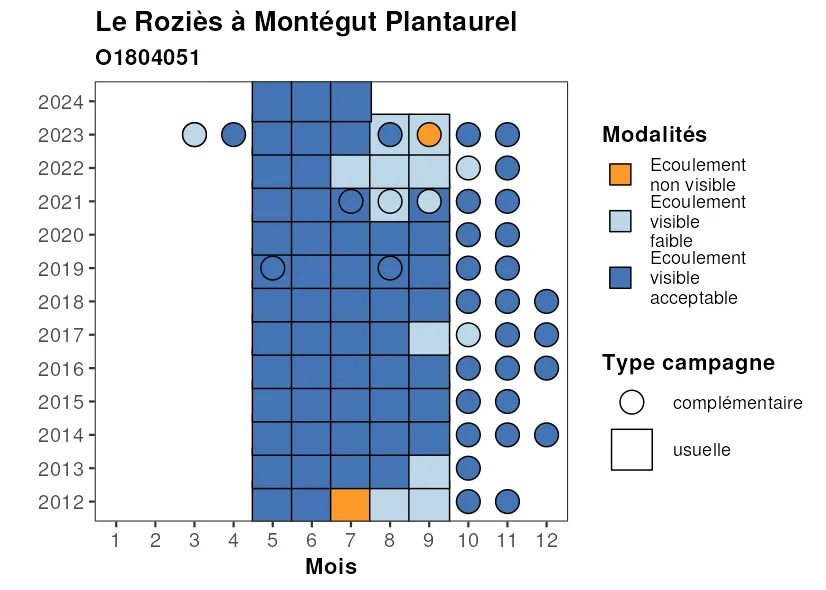 Le Roziès à Montégut Plantaurel
O1804051
2024
2023
2022
2021
2020
2019
2018
2017
2016
2015
2014
2013
2012
1 2 3 4 5 6 7 8 9 10 11 12
Mois
Modalités
Ecoulement
non visible
Ecoulement
visible
faible
Ecoulement
visible
acceptable
Type campagne
complémentaire
usuelle